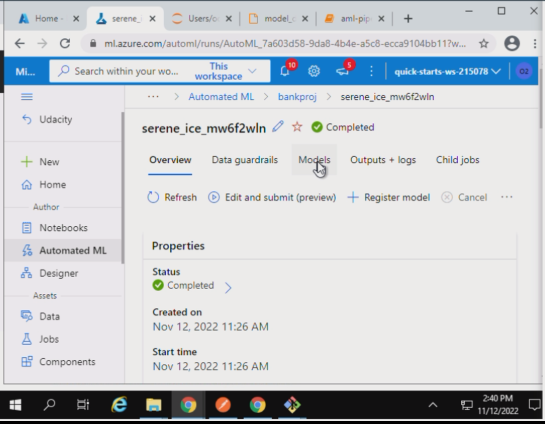 Home -
serene_
Users/o
model_
aml-pip
ml.azure.com/automl/runs/AutoML_7a603d58-9da8-4b4e-a5c8-ecca9104bb11?w...
Mi...
Search within your
This workspace
10
5
quick-starts-ws-215078
O2
... > Automated ML > bankproj > serene_ice_mw6f2wln
Udacity
serene_ice_mw6f2wln
Completed
Overview
Data guardrails
Models
Outputs + logs
Child jobs
New
Home
Refresh
Edit and submit (preview)
Register model
Cancel
...
Author
Notebooks
Automated ML
Designer
Assets
Data
Jobs
Components
Properties
Status
Completed
Created on
Nov 12, 2022 11:26 AM
Start time
Nov 12, 2022 11:26 AM
2:40 PM
11/12/2022